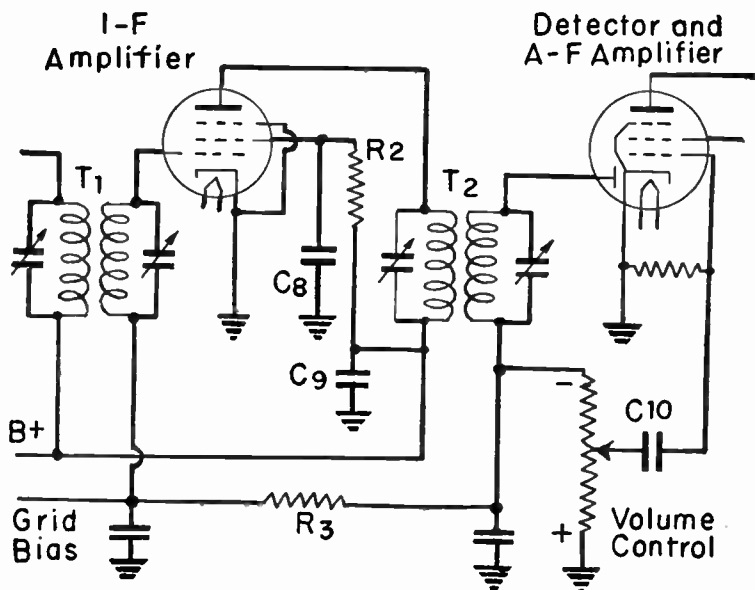 I-F
Amplifier
Detector and
A-F Amplifier
T1
R2
T2
C8
C9
C10
B+
-
+
R3
Grid
Bias
Volume
Control